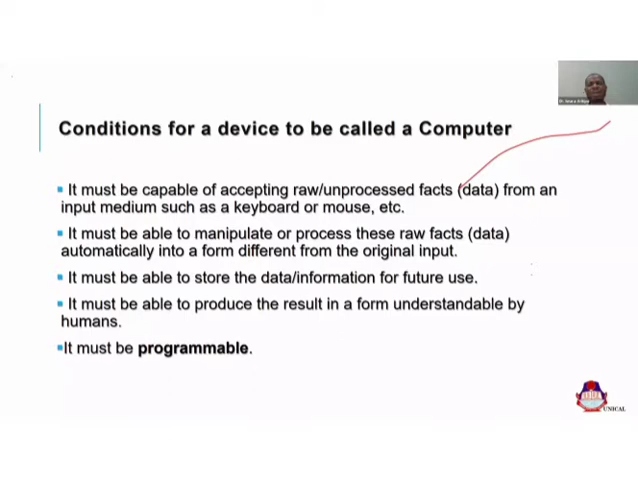 Conditions for a device to be called a Computer
▪ It must be capable of accepting raw/unprocessed facts (data) from an
input medium such as a keyboard or mouse, etc.
▪ It must be able to manipulate or process these raw facts (data)
automatically into a form different from the original input.
▪ It must be able to store the data/information for future use.
▪ It must be able to produce the result in a form understandable by
humans.
▪It must be programmable.
UNICAL